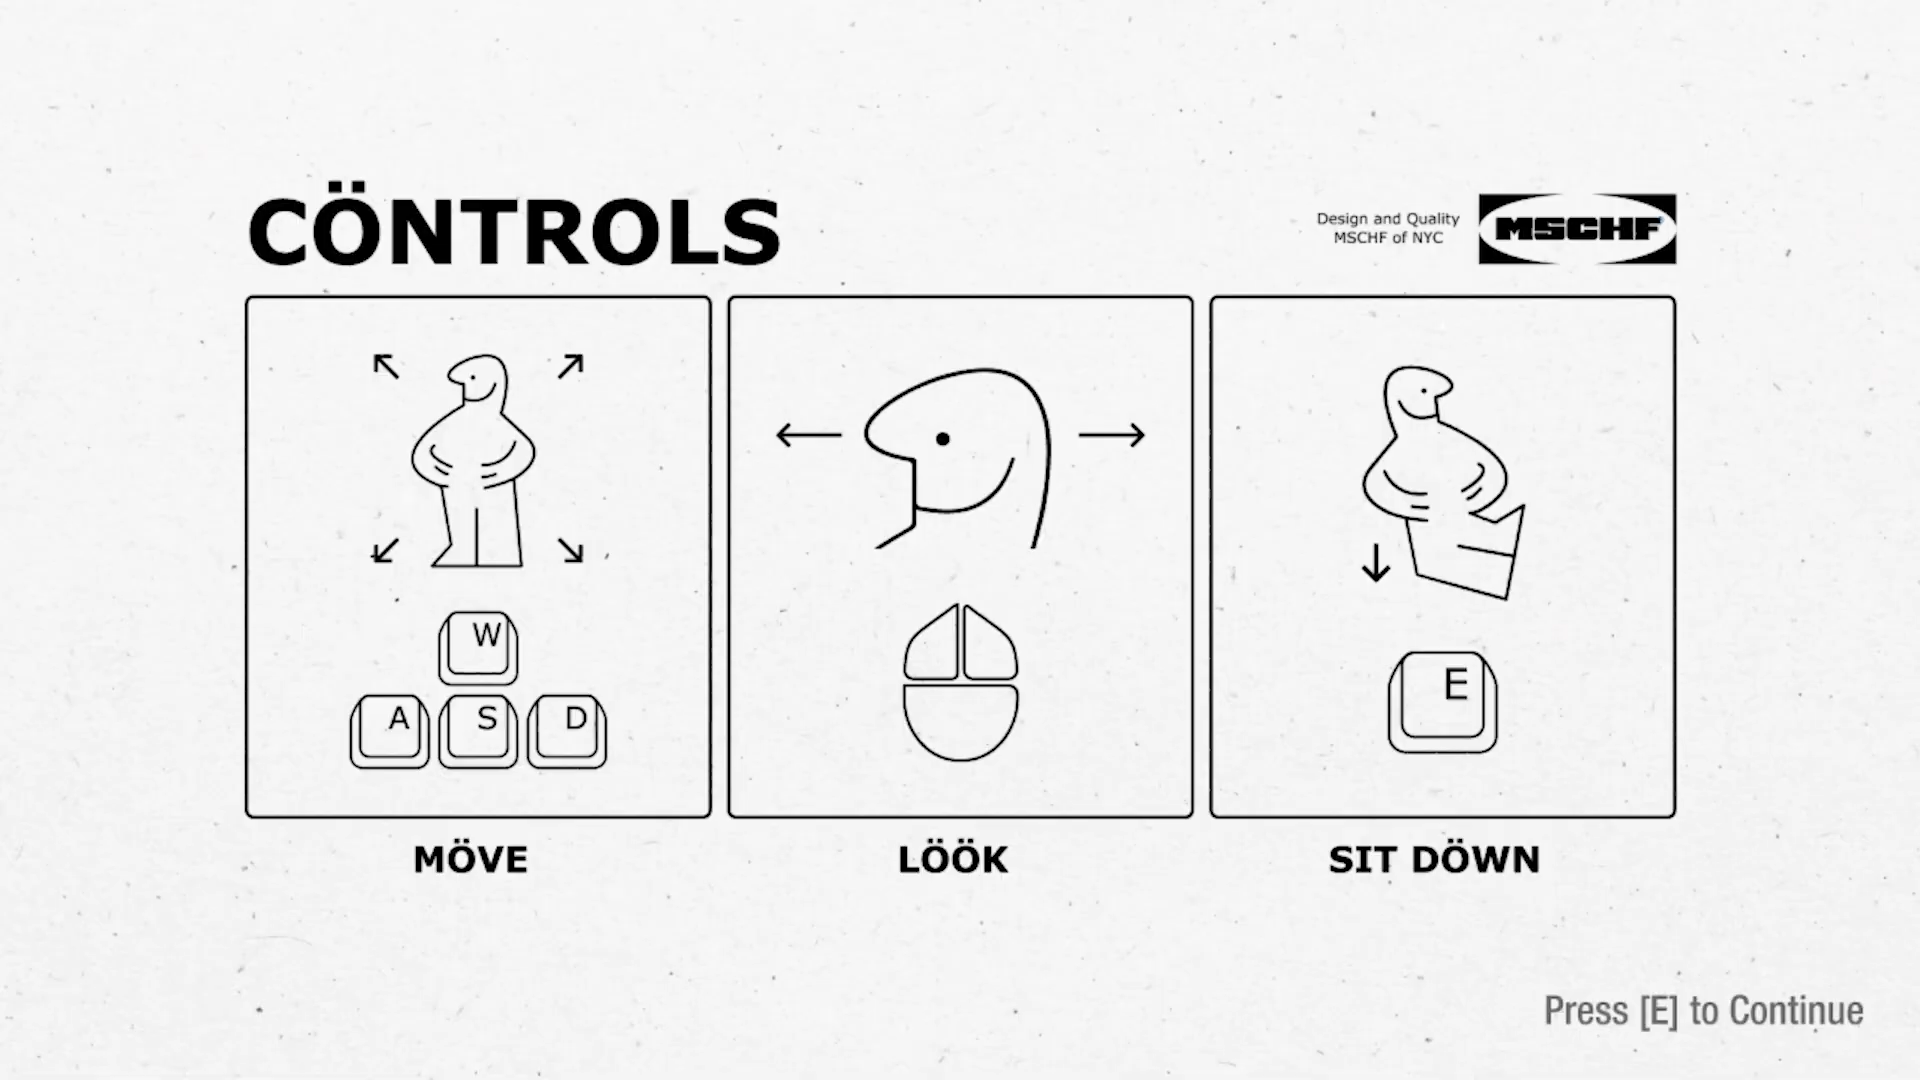 CÖNTROLS
Design and Quality
MSCHF of NYC
MSCHF
W
A S D
E
MÖVE
LÖÖK
SIT DÖWN
Press [E] to Continue